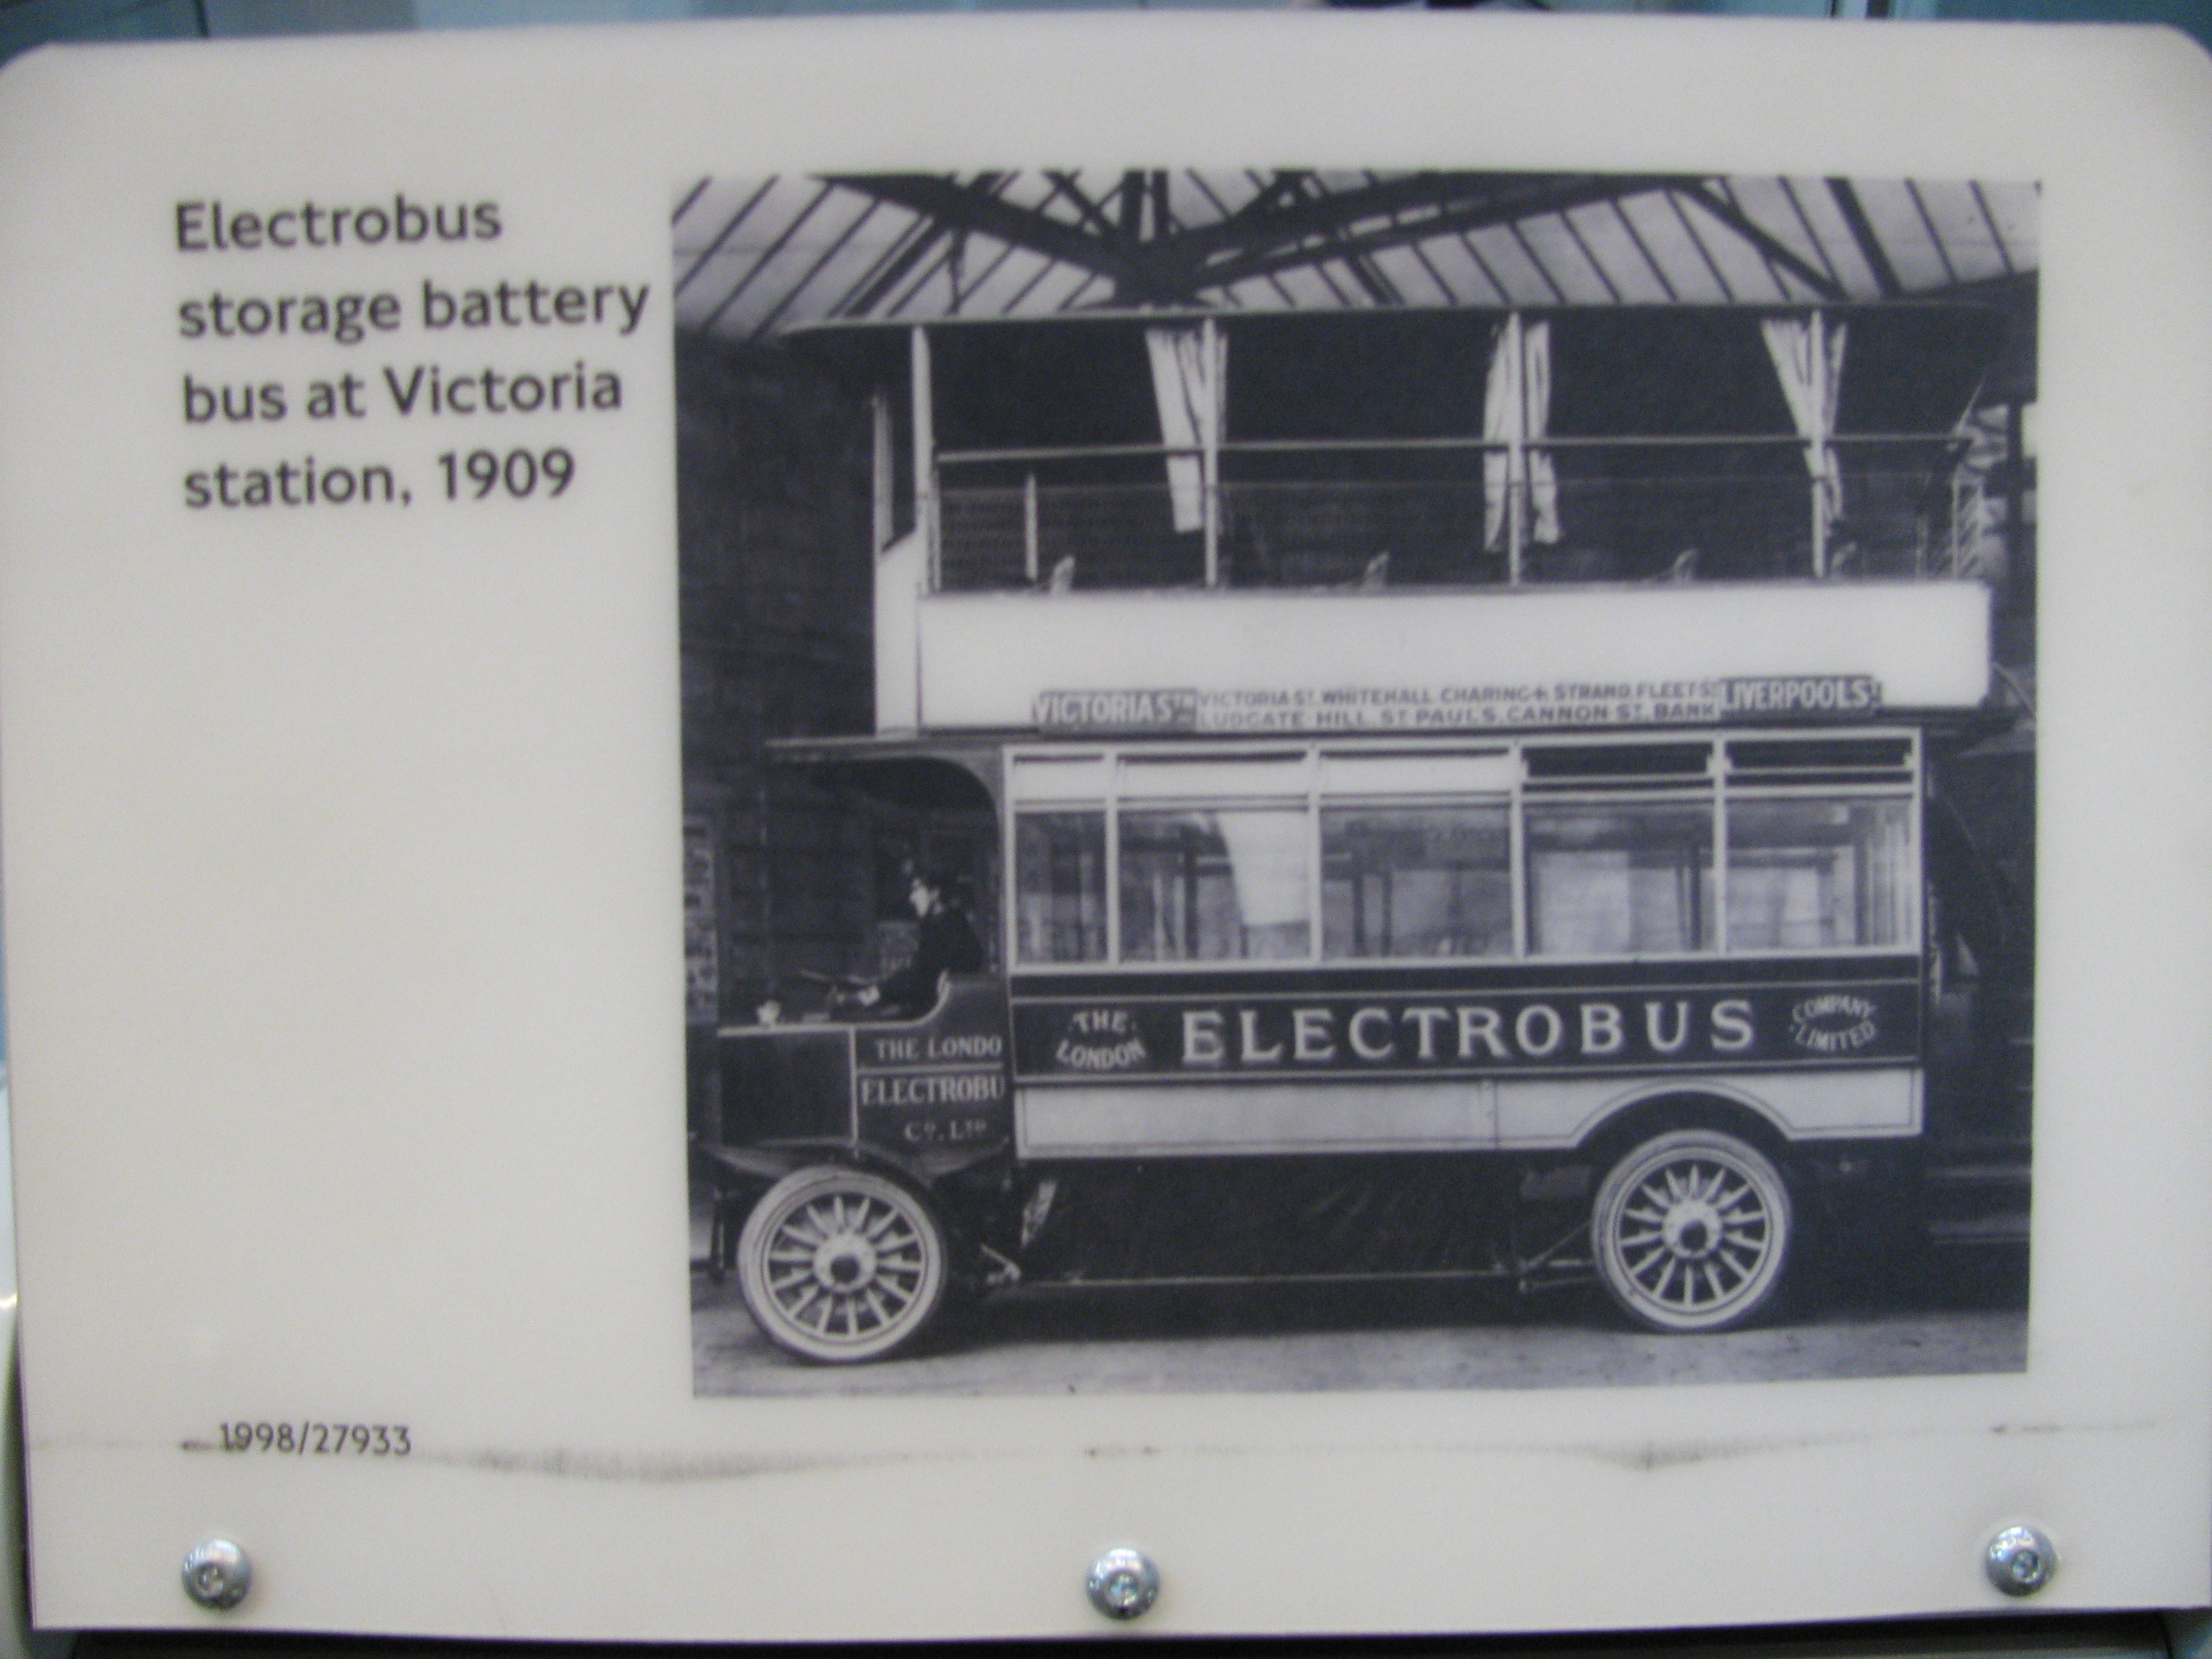 Electrobus
storage battery
bus at Victoria
station, 1909
VICTORIA STN VICTORIA ST. WHITEHALL. CHARING + STRAND. FLEET ST. LIVERPOOL ST
LUDGATE HILL. ST PAUL'S. CANNON ST. BANK
THE LONDON ELECTROBUS COMPANY LIMITED
THE LONDO
ELECTROBU
CO. LTD
1998/27933